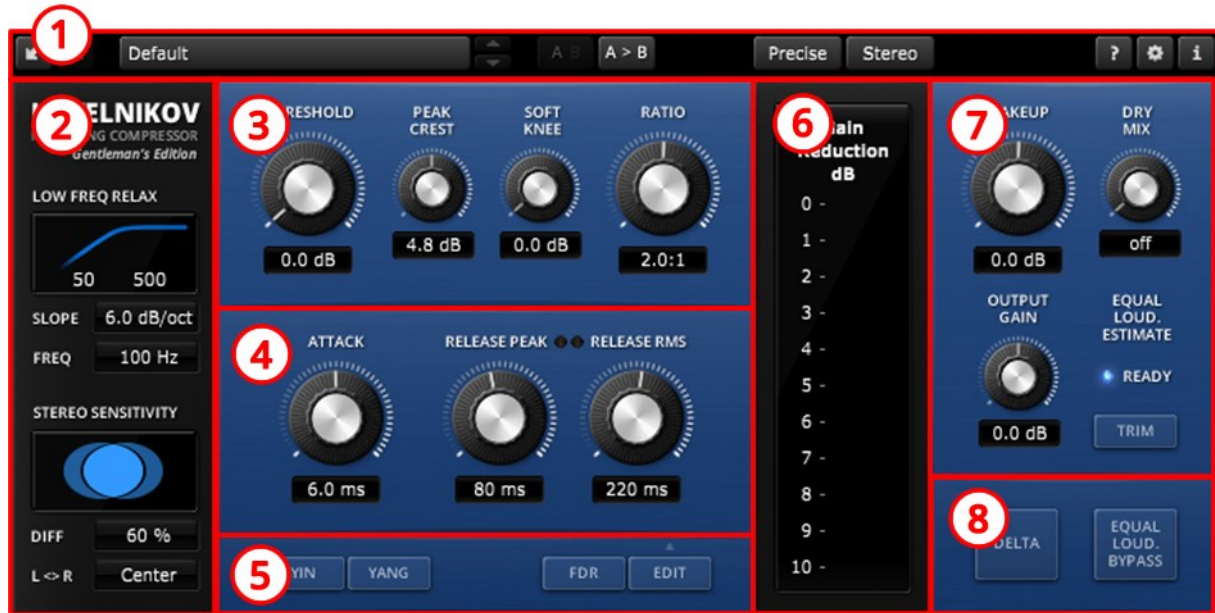 1
Default
A B
A > B
Precise
Stereo
?
i
2
ELNIKOV
NG COMPRESSOR
Gentleman's Edition
LOW FREQ RELAX
50 500
SLOPE 6.0 dB/oct
FREQ 100 Hz
STEREO SENSITIVITY
DIFF 60 %
L <> R Center
3
RESHOLD
0.0 dB
PEAK
CREST
4.8 dB
SOFT
KNEE
0.0 dB
RATIO
2.0:1
4
ATTACK
6.0 ms
RELEASE PEAK
80 ms
RELEASE RMS
220 ms
5
YIN
YANG
FDR
EDIT
6
ain
Reduction
dB
0 -
1 -
2 -
3 -
4 -
5 -
6 -
7 -
8 -
9 -
10 -
7
AKEUP
0.0 dB
DRY
MIX
off
OUTPUT
GAIN
0.0 dB
EQUAL
LOUD.
ESTIMATE
READY
TRIM
8
DELTA
EQUAL
LOUD.
BYPASS